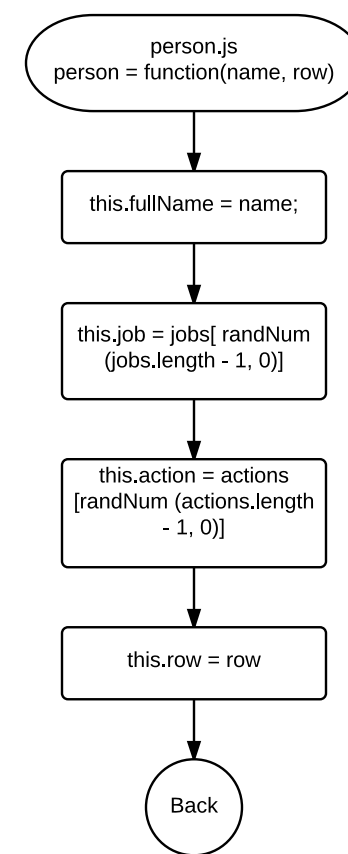 person.js
person = function(name, row)
this.fullName = name;
this.job = jobs[ randNum
(jobs.length - 1, 0)]
this.action = actions
[randNum (actions.length
- 1, 0)]
this.row = row
Back